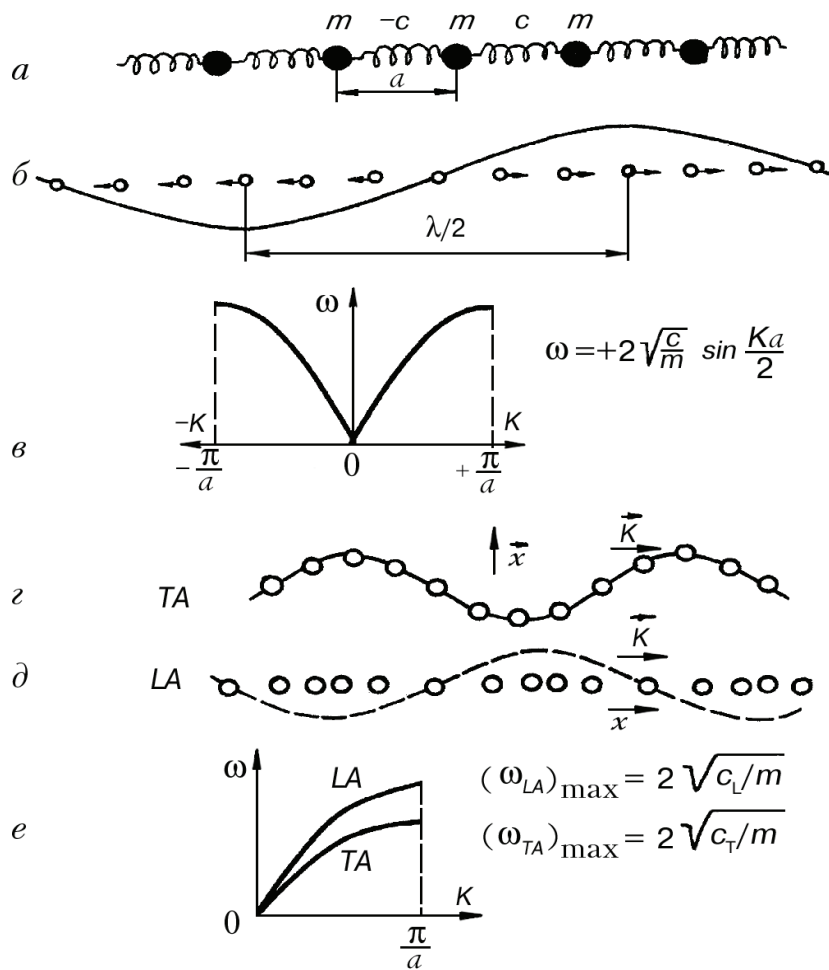 m −c m c m
а
a
б
λ/2
ω
ω=+2√c/m sin Ka/2
−K K
в
−π/a 0 +π/a
x⃗ K⃗
г TA
K⃗
д LA
x⃗
ω
LA (ω_LA)max = 2 √c_L/m
е
TA (ω_TA)max = 2 √c_T/m
K
0
π/a